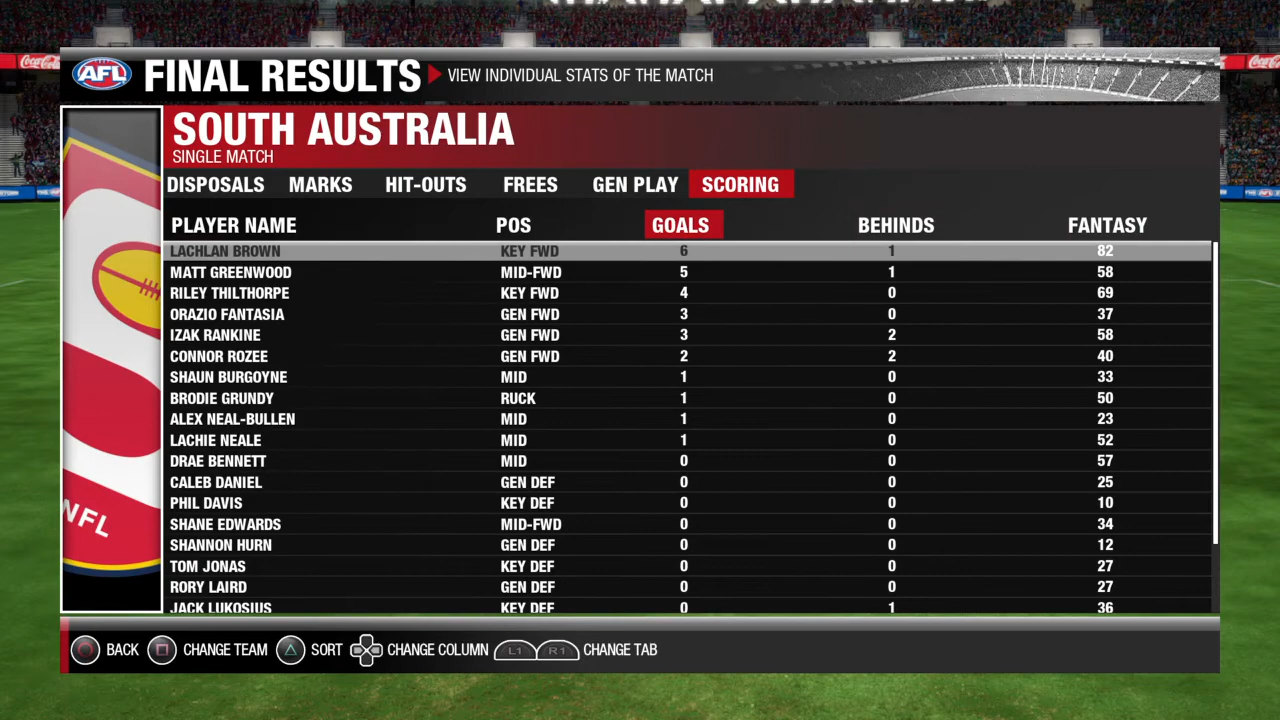 Coca-Cola
AFL FINAL RESULTS VIEW INDIVIDUAL STATS OF THE MATCH
SOUTH AUSTRALIA
SINGLE MATCH
DISPOSALS MARKS HIT-OUTS FREES GEN PLAY SCORING
PLAYER NAME POS GOALS BEHINDS FANTASY
LACHLAN BROWN KEY FWD 6 1 82
MATT GREENWOOD MID-FWD 5 1 58
RILEY THILTHORPE KEY FWD 4 0 69
ORAZIO FANTASIA GEN FWD 3 0 37
IZAK RANKINE GEN FWD 3 2 58
CONNOR ROZEE GEN FWD 2 2 40
SHAUN BURGOYNE MID 1 0 33
BRODIE GRUNDY RUCK 1 0 50
ALEX NEAL-BULLEN MID 1 0 23
LACHIE NEALE MID 1 0 52
DRAE BENNETT MID 0 0 57
CALEB DANIEL GEN DEF 0 0 25
PHIL DAVIS KEY DEF 0 0 10
SHANE EDWARDS MID-FWD 0 0 34
SHANNON HURN GEN DEF 0 0 12
TOM JONAS KEY DEF 0 0 27
RORY LAIRD GEN DEF 0 0 27
JACK LUKOSIUS KEY DEF 0 1 36
NFL
BACK CHANGE TEAM SORT CHANGE COLUMN L1 R1 CHANGE TAB